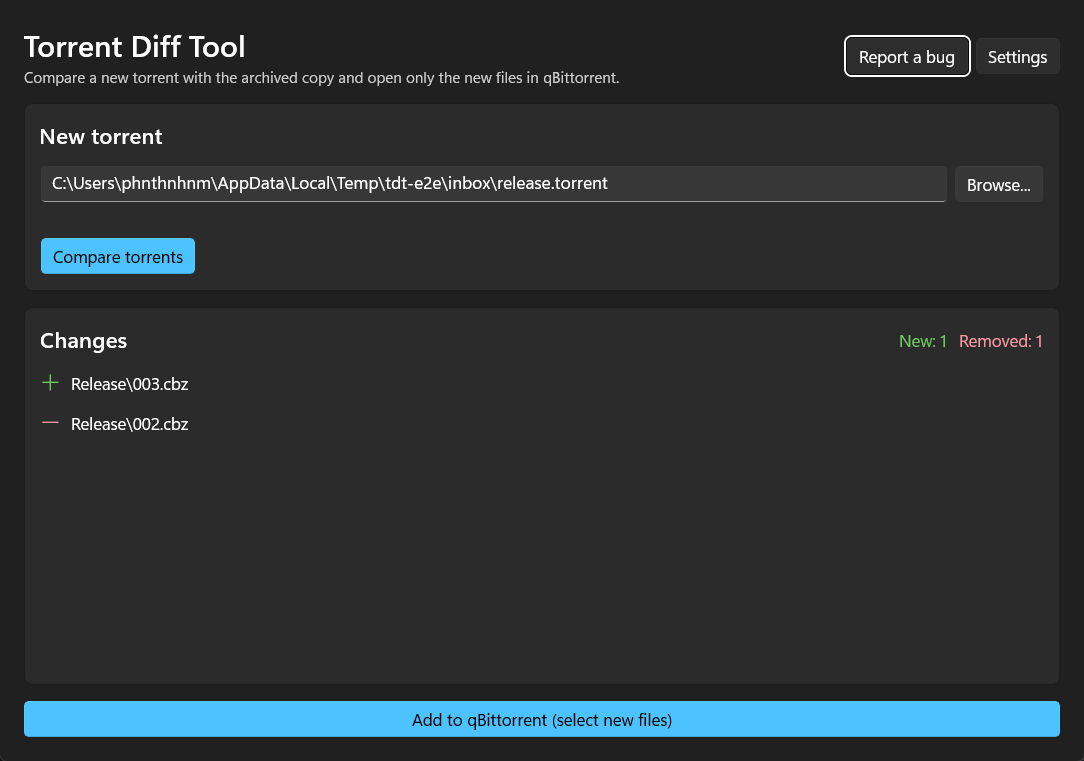 Torrent Diff Tool
Compare a new torrent with the archived copy and open only the new files in qBittorrent.
Report a bug
Settings
New torrent
C:\Users\phnthnhnm\AppData\Local\Temp\tdt-e2e\inbox\release.torrent
Browse...
Compare torrents
Changes
New: 1 Removed: 1
+ Release\003.cbz
— Release\002.cbz
Add to qBittorrent (select new files)